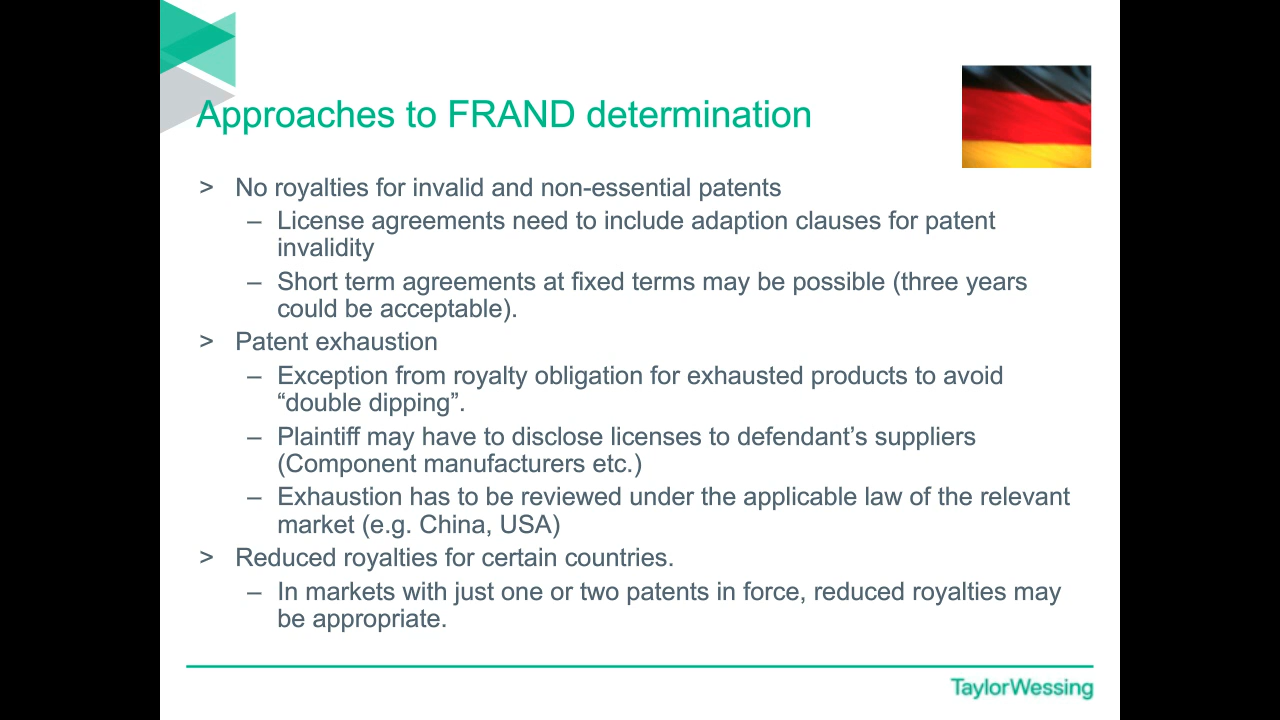 Approaches to FRAND determination
> No royalties for invalid and non-essential patents
– License agreements need to include adaption clauses for patent
invalidity
– Short term agreements at fixed terms may be possible (three years
could be acceptable).
> Patent exhaustion
– Exception from royalty obligation for exhausted products to avoid
“double dipping”.
– Plaintiff may have to disclose licenses to defendant’s suppliers
(Component manufacturers etc.)
– Exhaustion has to be reviewed under the applicable law of the relevant
market (e.g. China, USA)
> Reduced royalties for certain countries.
– In markets with just one or two patents in force, reduced royalties may
be appropriate.
TaylorWessing